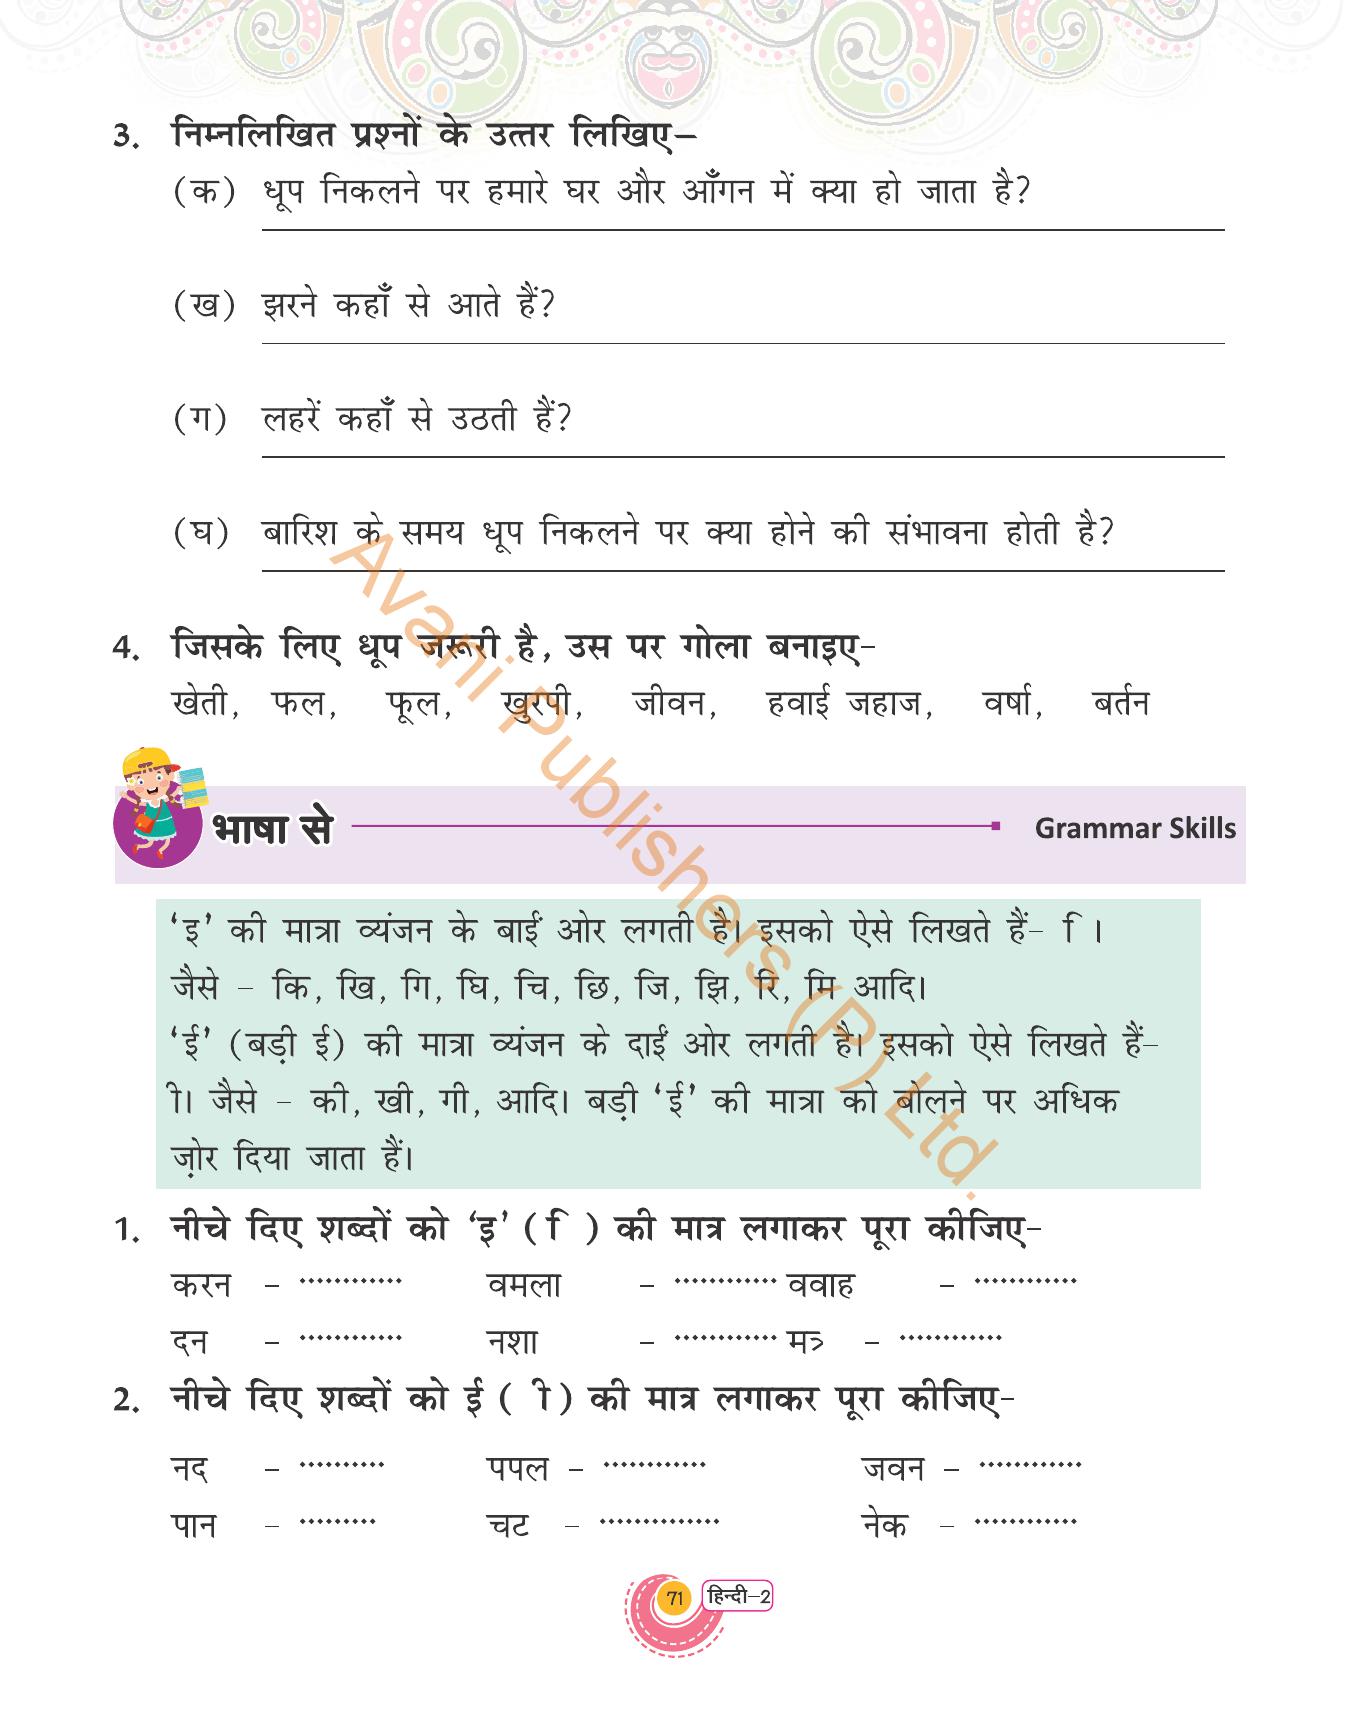 3. निम्नलिखित प्रश्नों के उत्तर लिखिए–
(क) धूप निकलने पर हमारे घर और आँगन में क्या हो जाता है?
(ख) झरने कहाँ से आते हैं?
(ग) लहरें कहाँ से उठती हैं?
(घ) बारिश के समय धूप निकलने पर क्या होने की संभावना होती है?
4. जिसके लिए धूप जरूरी है, उस पर गोला बनाइए-
खेती, फल, फूल, खुरपी, जीवन, हवाई जहाज, वर्षा, बर्तन
भाषा से Grammar Skills
‘इ’ की मात्रा व्यंजन के बाईं ओर लगती है। इसको ऐसे लिखते हैं- ि ।
जैसे - कि, खि, गि, घि, चि, छि, जि, झि, रि, मि आदि।
‘ई’ (बड़ी ई) की मात्रा व्यंजन के दाईं ओर लगती है। इसको ऐसे लिखते हैं-
ी। जैसे - की, खी, गी, आदि। बड़ी ‘ई’ की मात्रा को बोलने पर अधिक
ज़ोर दिया जाता हैं।
1. नीचे दिए शब्दों को ‘इ’ ( ि ) की मात्र लगाकर पूरा कीजिए-
करन - ............ वमला - ............ ववाह - ............
दन - ............ नशा - ............ मत्र - ............
2. नीचे दिए शब्दों को ई ( ी ) की मात्र लगाकर पूरा कीजिए-
नद - .......... पपल - ............ जवन - ............
पान - ......... चट - .............. नेक - ............
71 हिन्दी-2
Avani Publishers (P) Ltd.